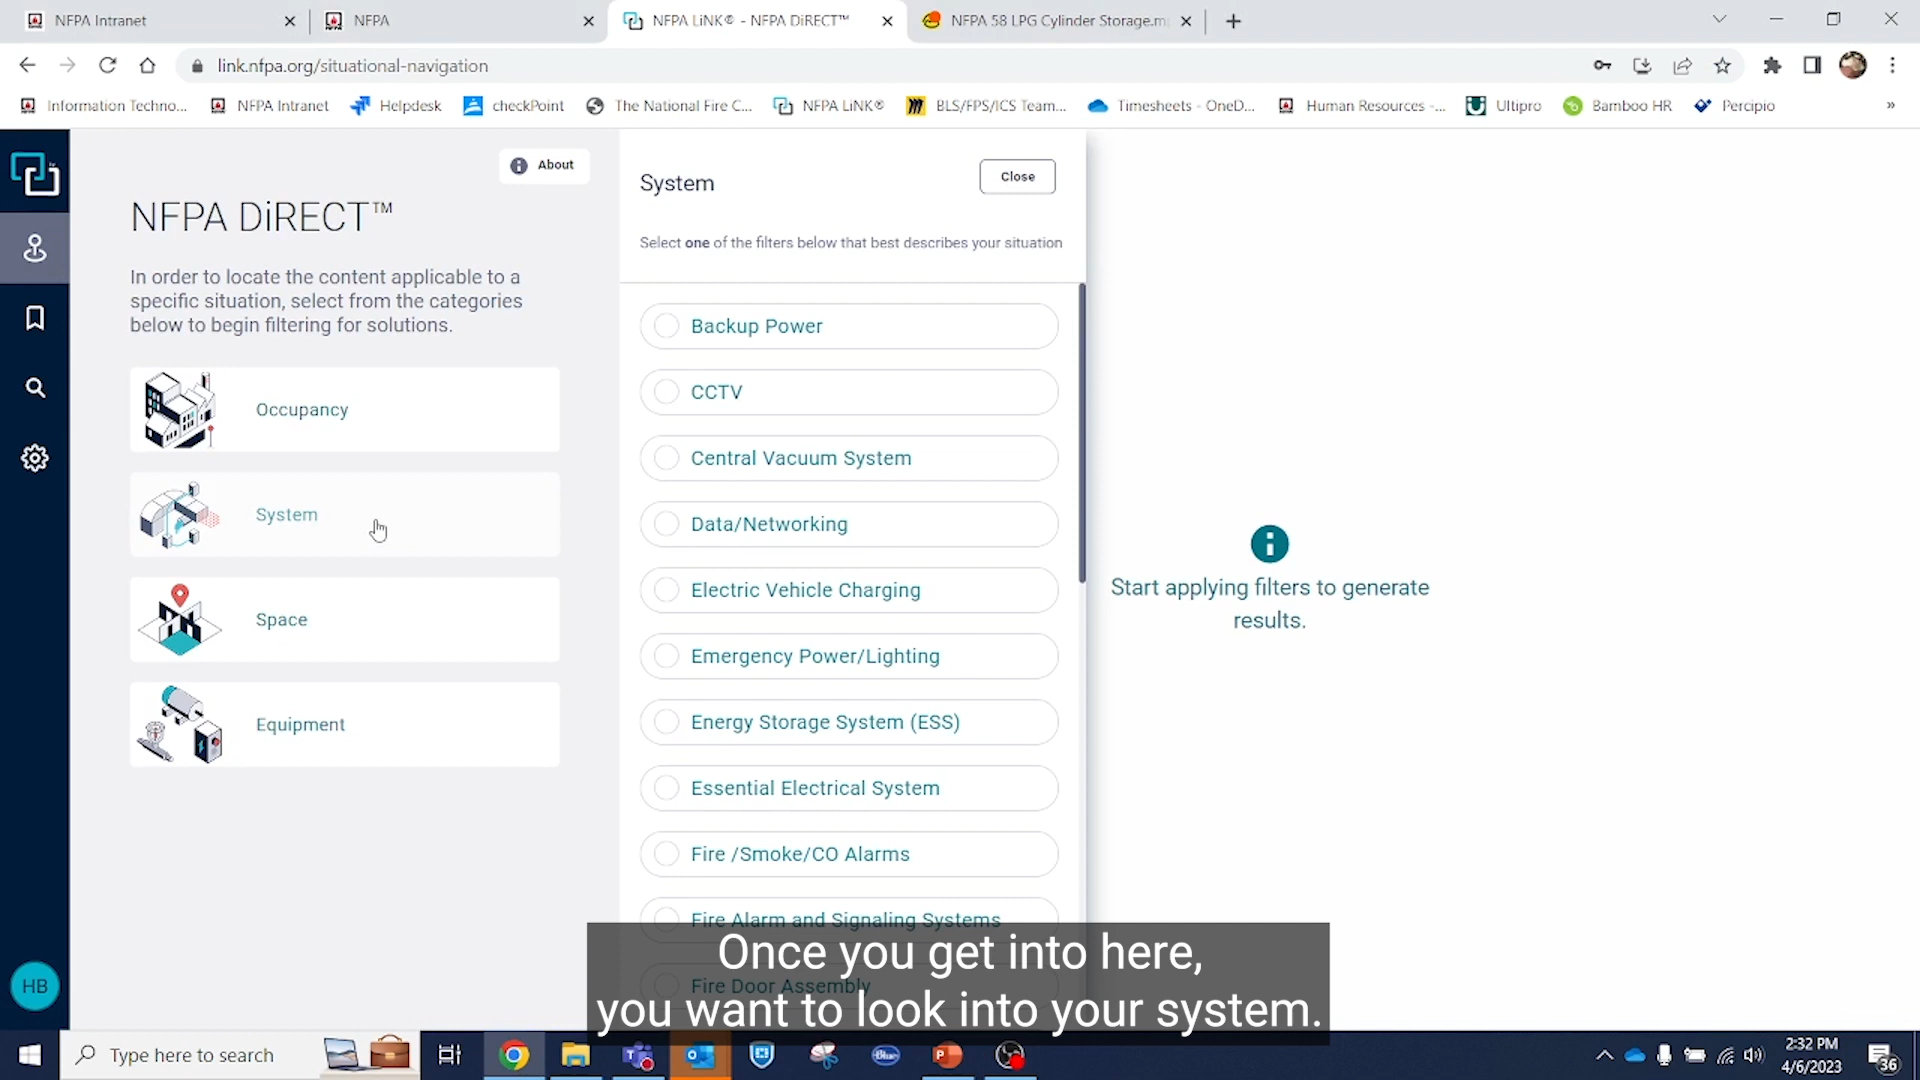 NFPA Intranet
NFPA
NFPA LiNK® - NFPA DiRECT™
NFPA 58 LPG Cylinder Storage.m
link.nfpa.org/situational-navigation
Information Techno...
NFPA Intranet
Helpdesk
checkPoint
The National Fire C...
NFPA LiNK®
BLS/FPS/ICS Team...
Timesheets - OneD...
Human Resources -...
Ultipro
Bamboo HR
Percipio
»
About
NFPA DiRECT™
In order to locate the content applicable to a
specific situation, select from the categories
below to begin filtering for solutions.
Occupancy
System
Space
Equipment
HB
System
Close
Select one of the filters below that best describes your situation
Backup Power
CCTV
Central Vacuum System
Data/Networking
Electric Vehicle Charging
Emergency Power/Lighting
Energy Storage System (ESS)
Essential Electrical System
Fire /Smoke/CO Alarms
Fire Alarm and Signaling Systems
Fire Door Assembly
Start applying filters to generate
results.
Once you get into here,
you want to look into your system.
Type here to search
Blue
2:32 PM
4/6/2023
36